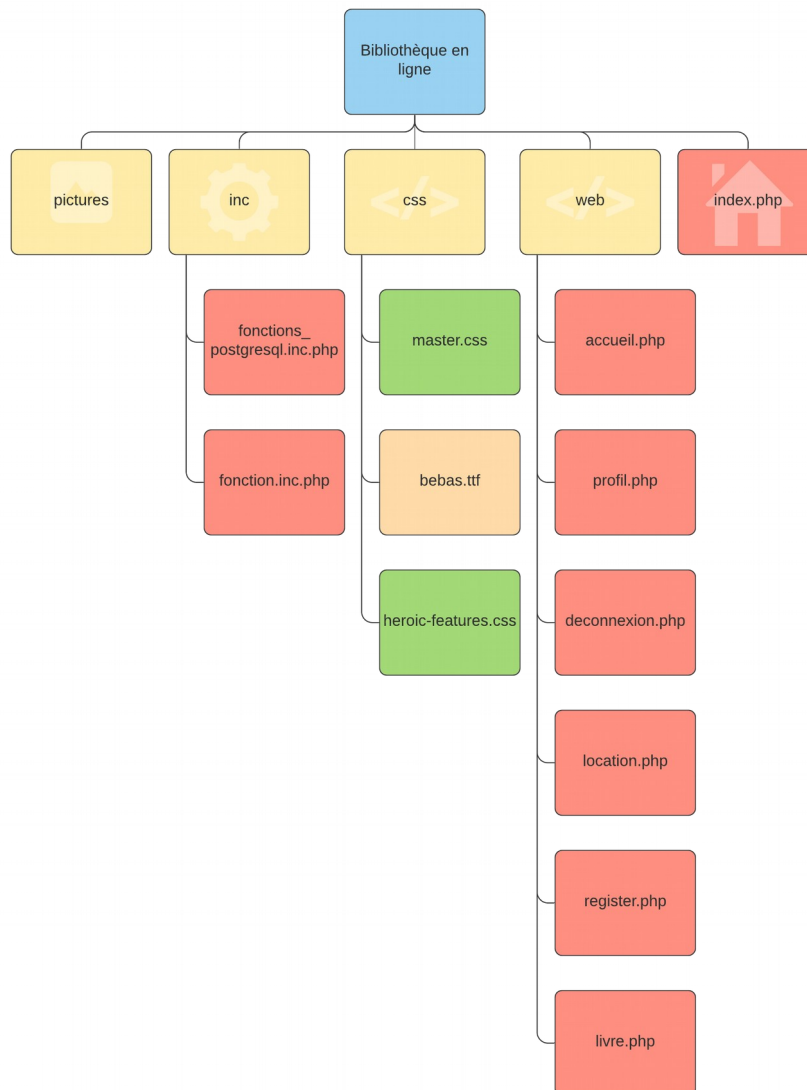 Bibliothèque en
ligne
pictures
inc
css
web
index.php
fonctions_
postgresql.inc.php
master.css
accueil.php
fonction.inc.php
bebas.ttf
profil.php
heroic-features.css
deconnexion.php
location.php
register.php
livre.php